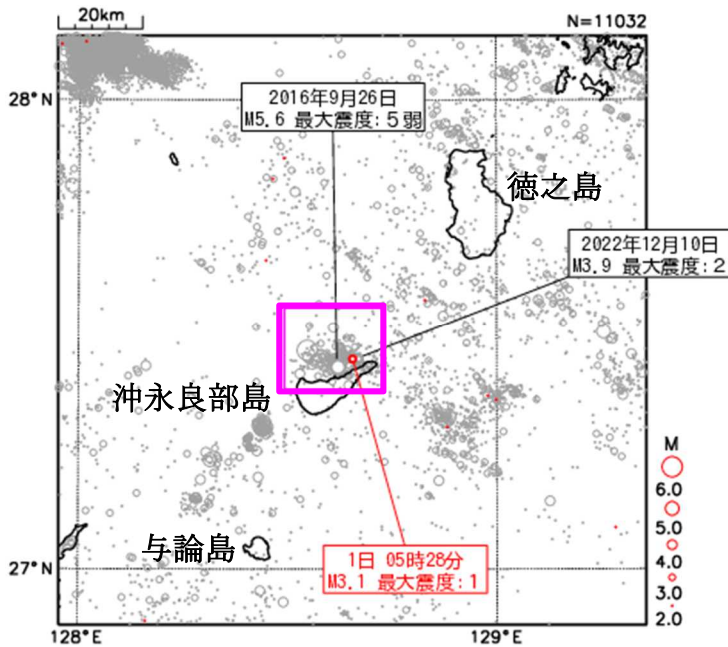 20km
N=11032
28°N
2016年9月26日
M5.6 最大震度:5弱
徳之島
2022年12月10日
M3.9 最大震度:2
沖永良部島
与論島
1日 05時28分
M3.1 最大震度:1
27°N
128°E
129°E
M
6.0
5.0
4.0
3.0
2.0